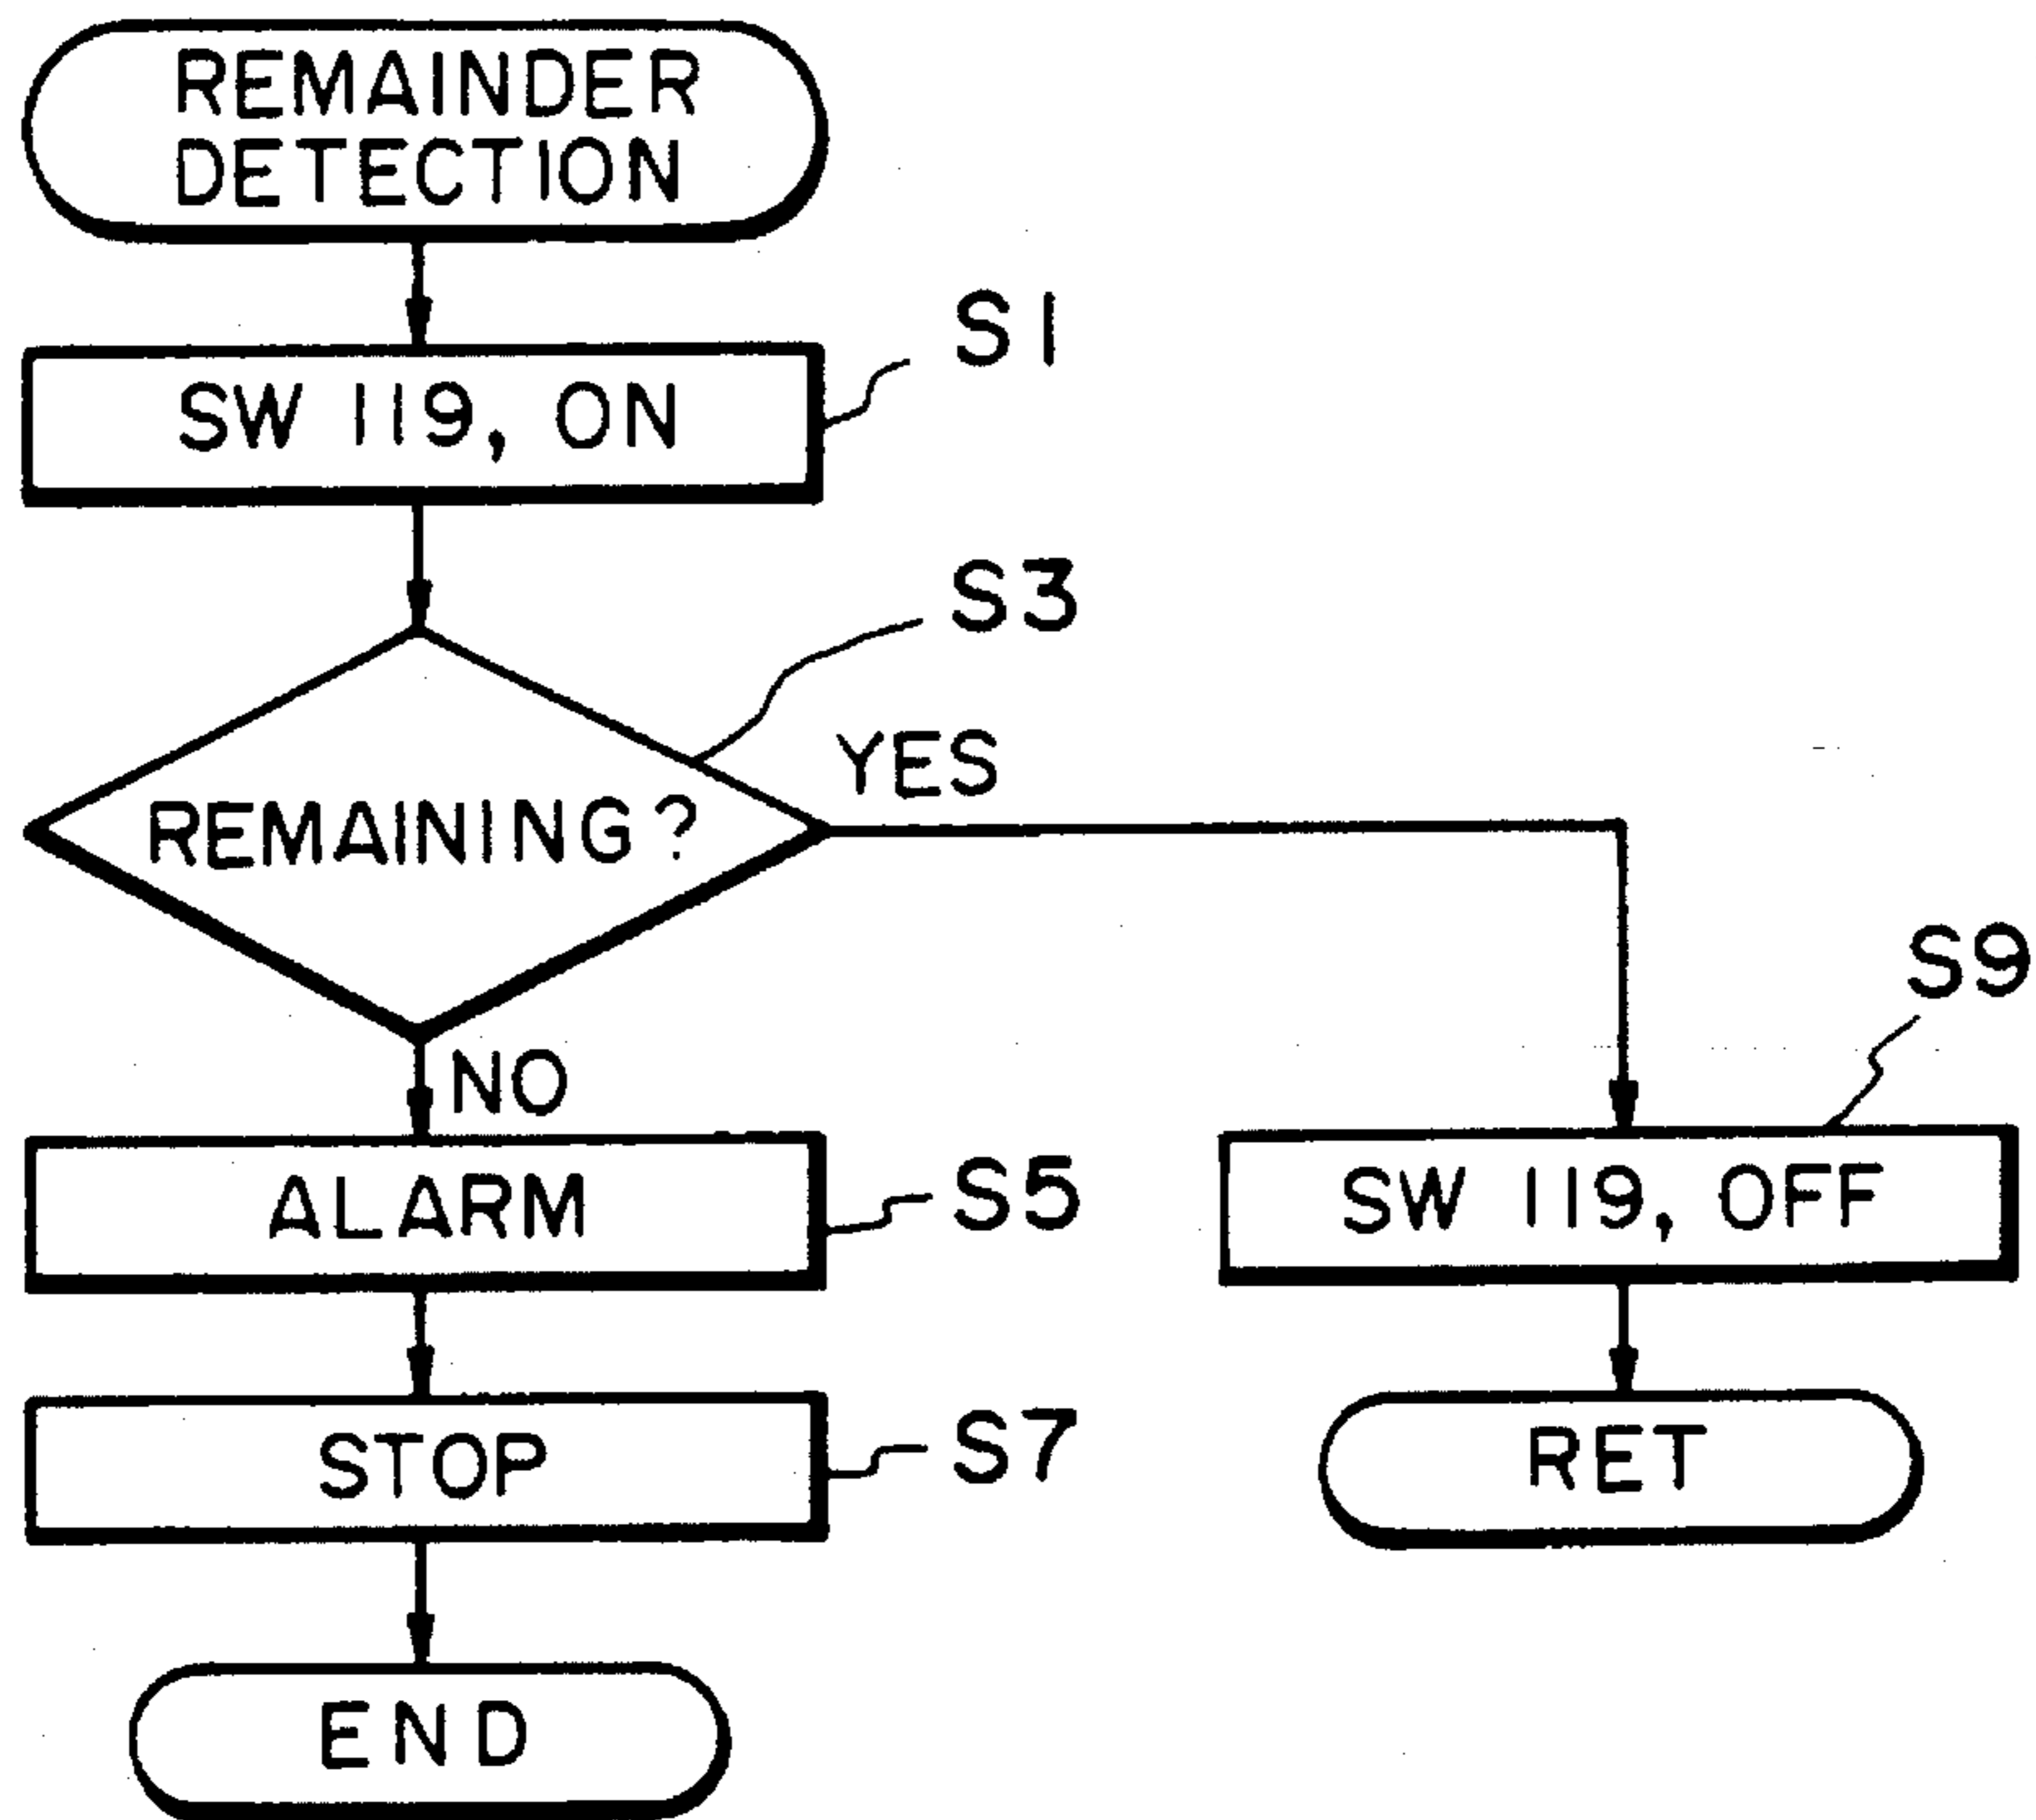 REMAINDER
DETECTION
S1
SW 119, ON
S3
YES
REMAINING?
S9
NO
ALARM
S5
SW 119, OFF
STOP
S7
RET
END